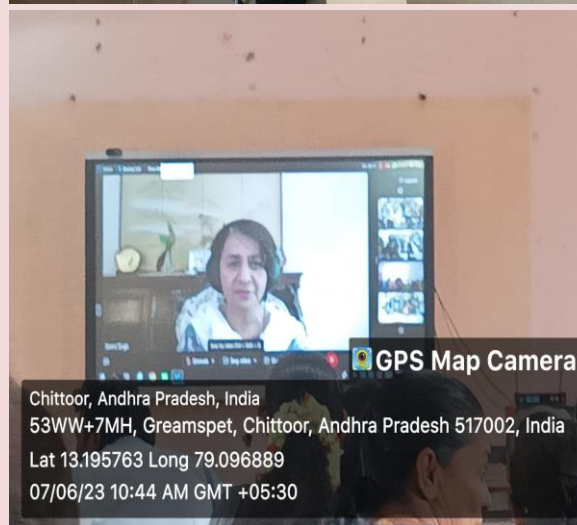 GPS Map Camera
Chittoor, Andhra Pradesh, India
53WW+7MH, Greamspet, Chittoor, Andhra Pradesh 517002, India
Lat 13.195763 Long 79.096889
07/06/23 10:44 AM GMT +05:30